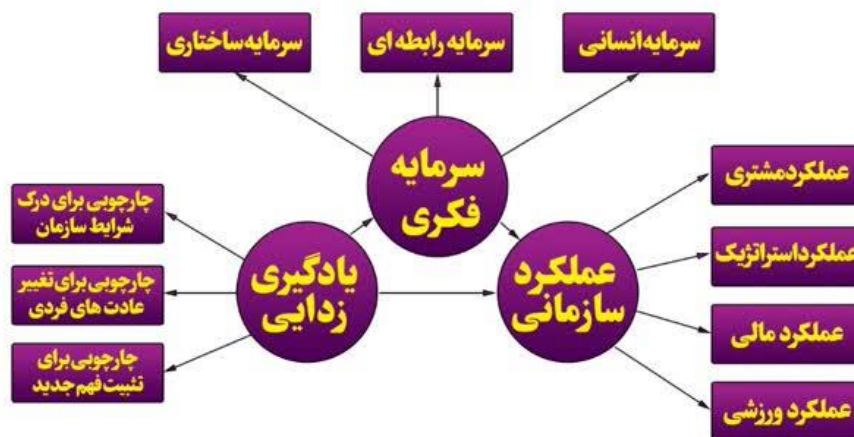 سرمایه انسانی
سرمایه رابطه ای
سرمایه ساختاری
سرمایه
فکری
عملکرد مشتری
عملکرد استراتژیک
عملکرد مالی
عملکرد ورزشی
عملکرد
سازمانی
یادگیری
زدایی
چارچوبی برای درک
شرایط سازمان
چارچوبی برای تغییر
عادت های فردی
چارچوبی برای
تثبیت فهم جدید